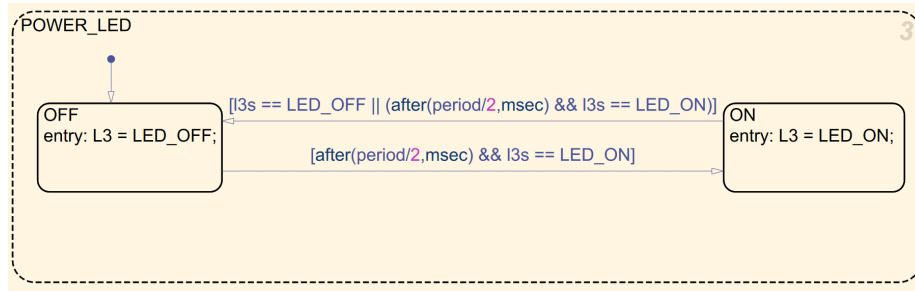 POWER_LED
3
[l3s == LED_OFF || (after(period/2,msec) && l3s == LED_ON)]
OFF
entry: L3 = LED_OFF;
ON
entry: L3 = LED_ON;
[after(period/2,msec) && l3s == LED_ON]